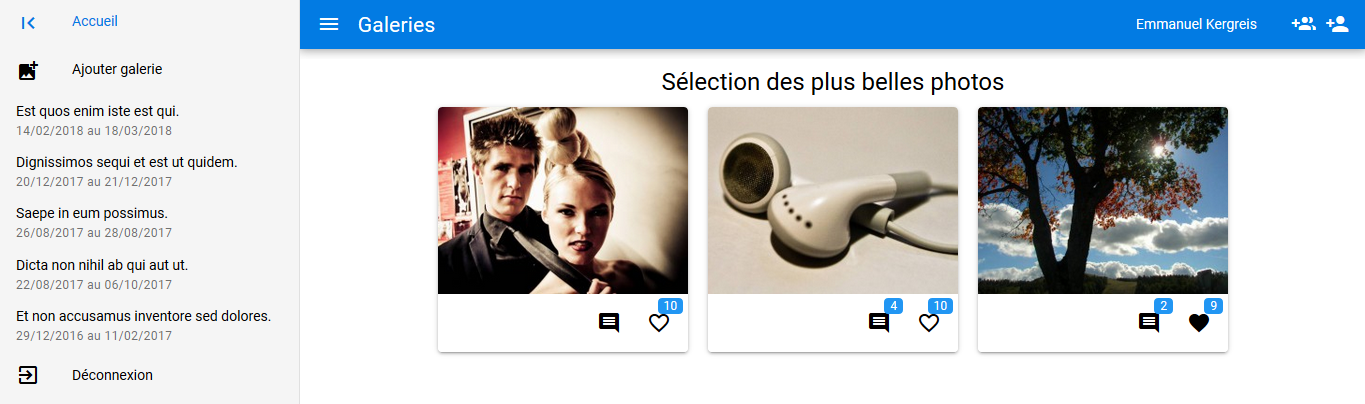 Accueil
Ajouter galerie
Est quos enim iste est qui.
14/02/2018 au 18/03/2018
Dignissimos sequi et est ut quidem.
20/12/2017 au 21/12/2017
Saepe in eum possimus.
26/08/2017 au 28/08/2017
Dicta non nihil ab qui aut ut.
22/08/2017 au 06/10/2017
Et non accusamus inventore sed dolores.
29/12/2016 au 11/02/2017
Déconnexion
Galeries
Emmanuel Kergreis
Sélection des plus belles photos
10
4 10
2 9